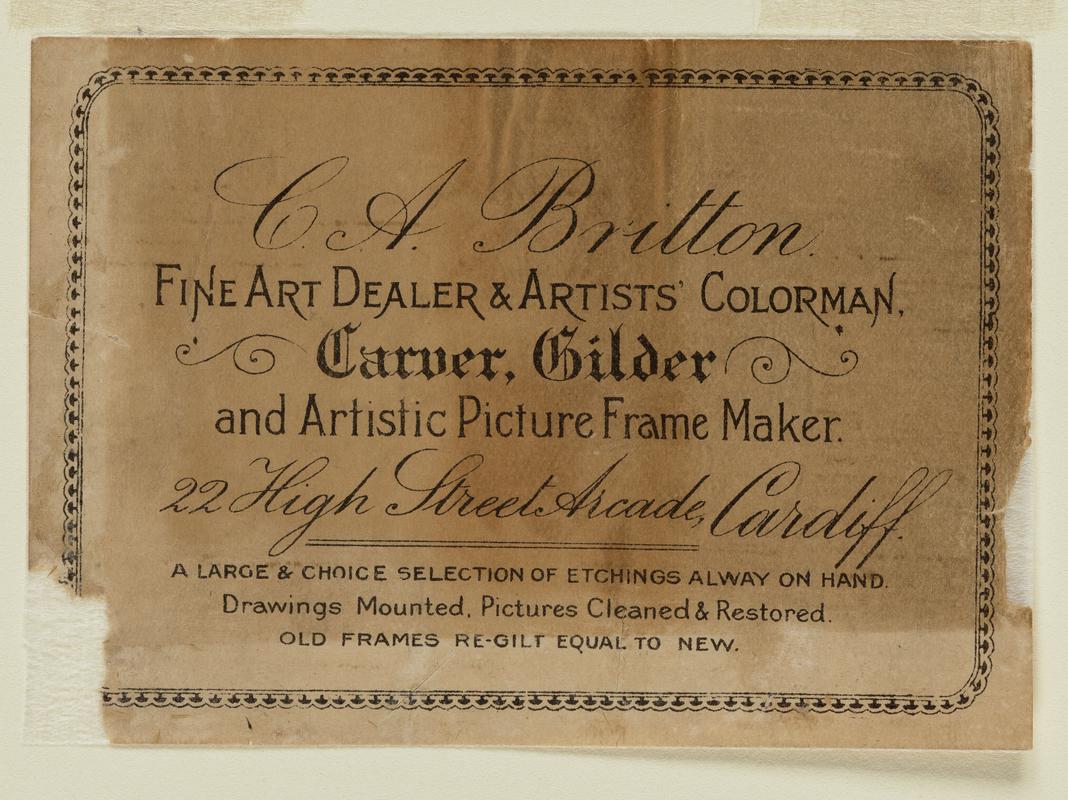 C. A. Britton.
FINE ART DEALER & ARTISTS' COLORMAN,
Carver, Gilder
and Artistic Picture Frame Maker.
22 High Street Arcade, Cardiff.
A LARGE & CHOICE SELECTION OF ETCHINGS ALWAY ON HAND.
Drawings Mounted, Pictures Cleaned & Restored.
OLD FRAMES RE-GILT EQUAL TO NEW.